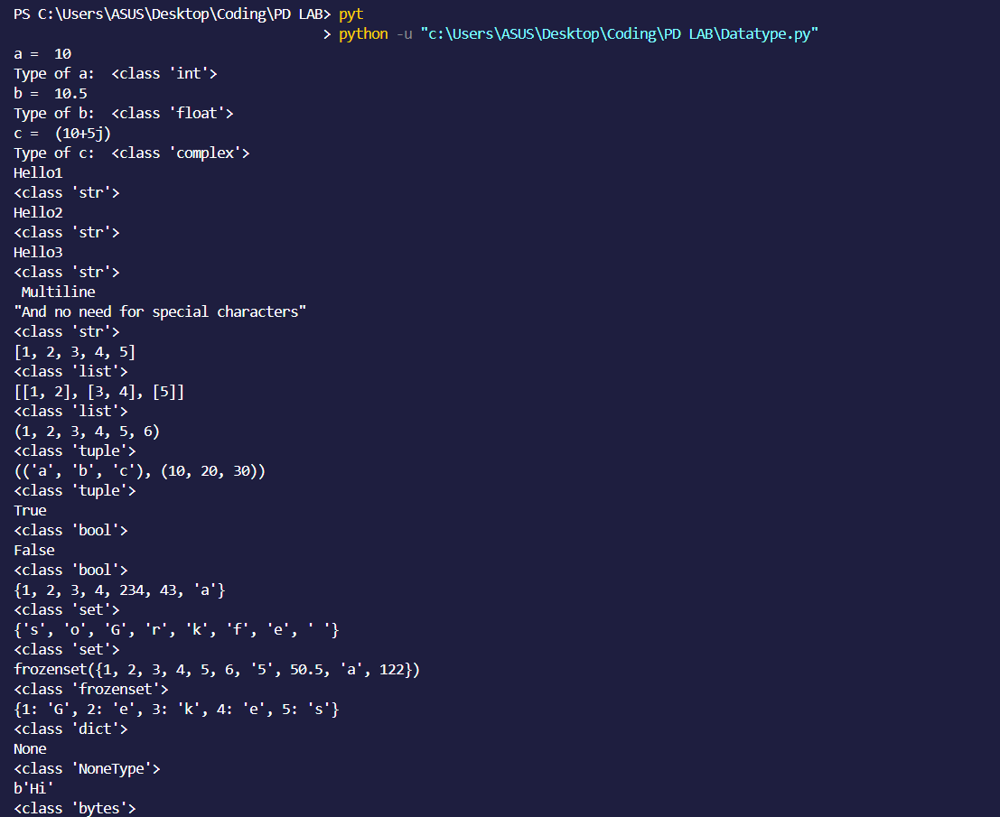 PS C:\Users\ASUS\Desktop\Coding\PD LAB> pyt
> python -u "c:\Users\ASUS\Desktop\Coding\PD LAB\Datatype.py"
a =  10
Type of a:  <class 'int'>
b =  10.5
Type of b:  <class 'float'>
c =  (10+5j)
Type of c:  <class 'complex'>
Hello1
<class 'str'>
Hello2
<class 'str'>
Hello3
<class 'str'>
 Multiline
"And no need for special characters"
<class 'str'>
[1, 2, 3, 4, 5]
<class 'list'>
[[1, 2], [3, 4], [5]]
<class 'list'>
(1, 2, 3, 4, 5, 6)
<class 'tuple'>
(('a', 'b', 'c'), (10, 20, 30))
<class 'tuple'>
True
<class 'bool'>
False
<class 'bool'>
{1, 2, 3, 4, 234, 43, 'a'}
<class 'set'>
{'s', 'o', 'G', 'r', 'k', 'f', 'e', ' '}
<class 'set'>
frozenset({1, 2, 3, 4, 5, 6, '5', 50.5, 'a', 122})
<class 'frozenset'>
{1: 'G', 2: 'e', 3: 'k', 4: 'e', 5: 's'}
<class 'dict'>
None
<class 'NoneType'>
b'Hi'
<class 'bytes'>